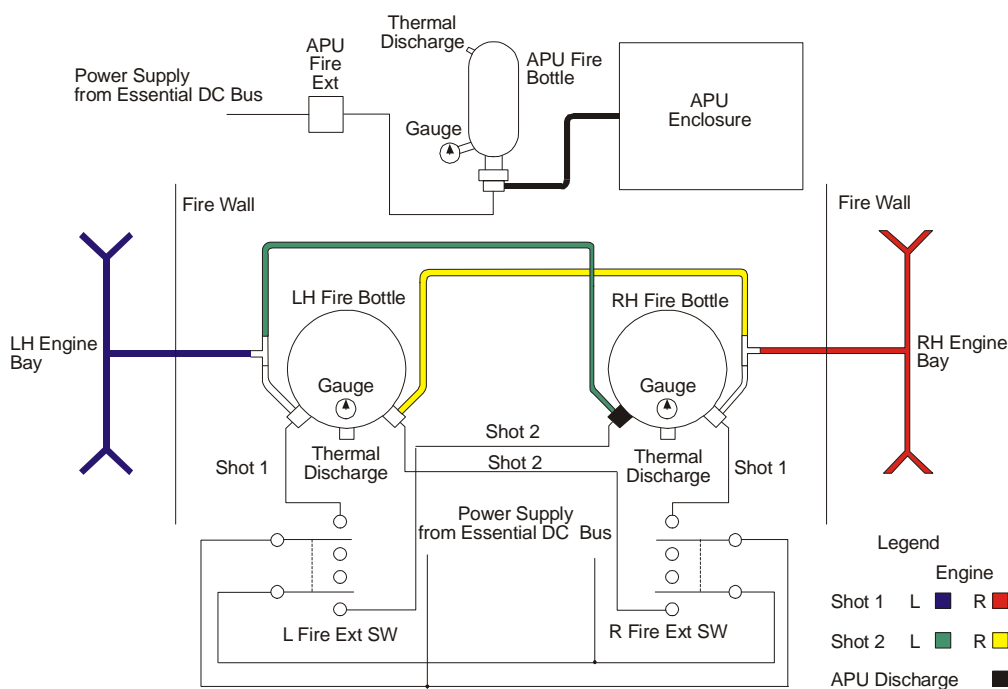 Thermal
Discharge
APU
Fire
Ext
APU Fire
Bottle
Power Supply
from Essential DC Bus
APU
Enclosure
Gauge
Fire Wall
Fire Wall
LH Fire Bottle
RH Fire Bottle
LH Engine
Bay
RH Engine
Bay
Gauge
Gauge
Shot 2
Thermal
Discharge
Shot 2
Thermal
Discharge
Shot 1
Shot 1
Power Supply
from Essential DC Bus
L Fire Ext SW
R Fire Ext SW
Legend
Engine
Shot 1 L R
Shot 2 L R
APU Discharge